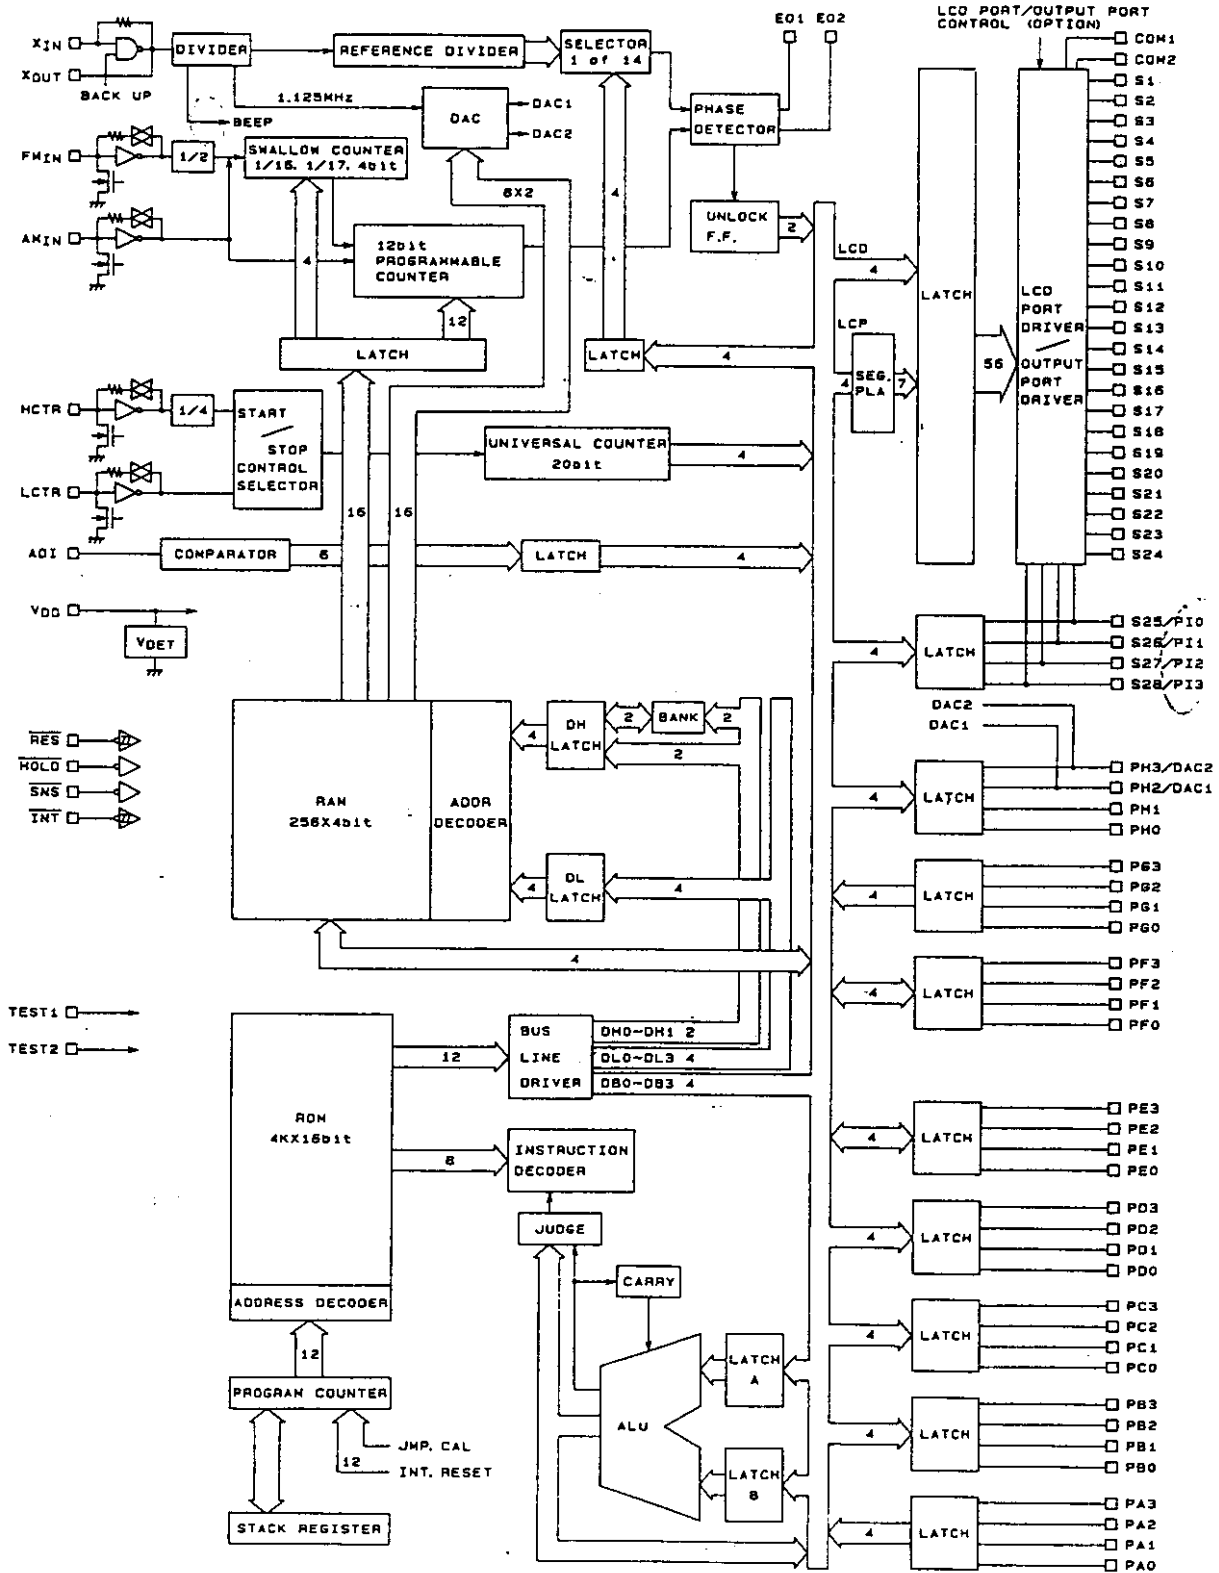 LCD PORT/OUTPUT PORT
CONTROL (OPTION)
EO1 EO2
XIN
XOUT
BACK UP
DIVIDER
REFERENCE DIVIDER
SELECTOR
1 of 14
COM1
COM2
1.125MHz
BEEP
DAC
DAC1
DAC2
PHASE
DETECTOR
FMIN
1/2
SWALLOW COUNTER
1/16, 1/17, 4bit
6X2
4
UNLOCK
F.F.
2
AMIN
4
12bit
PROGRAMMABLE
COUNTER
12
LATCH
LATCH
4
LCD
4
LCP
4
SEG.
PLA
7
LATCH
56
LCD
PORT
DRIVER
OUTPUT
PORT
DRIVER
S1
S2
S3
S4
S5
S6
S7
S8
S9
S10
S11
S12
S13
S14
S15
S16
S17
S18
S19
S20
S21
S22
S23
S24
HCTR
1/4
START
STOP
CONTROL
SELECTOR
UNIVERSAL COUNTER
20bit
4
LCTR
16
16
ADI
COMPARATOR
6
LATCH
4
VDD
VDET
4
LATCH
S25/PI0
S26/PI1
S27/PI2
S28/PI3
DAC2
DAC1
RES
HOLD
SNS
INT
RAM
256X4bit
ADDR
DECODER
4
DH
LATCH
2
BANK
2
2
4
DL
LATCH
4
4
4
LATCH
PH3/DAC2
PH2/DAC1
PH1
PH0
4
LATCH
PG3
PG2
PG1
PG0
4
LATCH
PF3
PF2
PF1
PF0
TEST1
TEST2
ROM
4KX16bit
ADDRESS DECODER
12
BUS
LINE
DRIVER
DH0~DH1 2
DL0~DL3 4
DB0~DB3 4
8
INSTRUCTION
DECODER
JUDGE
CARRY
4
LATCH
PE3
PE2
PE1
PE0
4
LATCH
PD3
PD2
PD1
PD0
12
PROGRAM COUNTER
JMP. CAL
12
INT. RESET
STACK REGISTER
ALU
LATCH
A
LATCH
B
4
LATCH
PC3
PC2
PC1
PC0
4
LATCH
PB3
PB2
PB1
PB0
4
LATCH
PA3
PA2
PA1
PA0